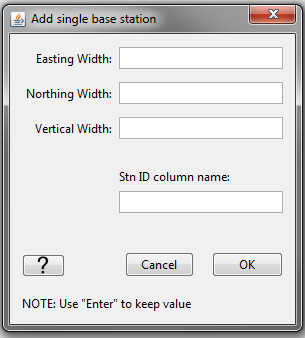 Add single base station
Easting Width:
Northing Width:
Vertical Width:
Stn ID column name:
?
Cancel
OK
NOTE: Use "Enter" to keep value